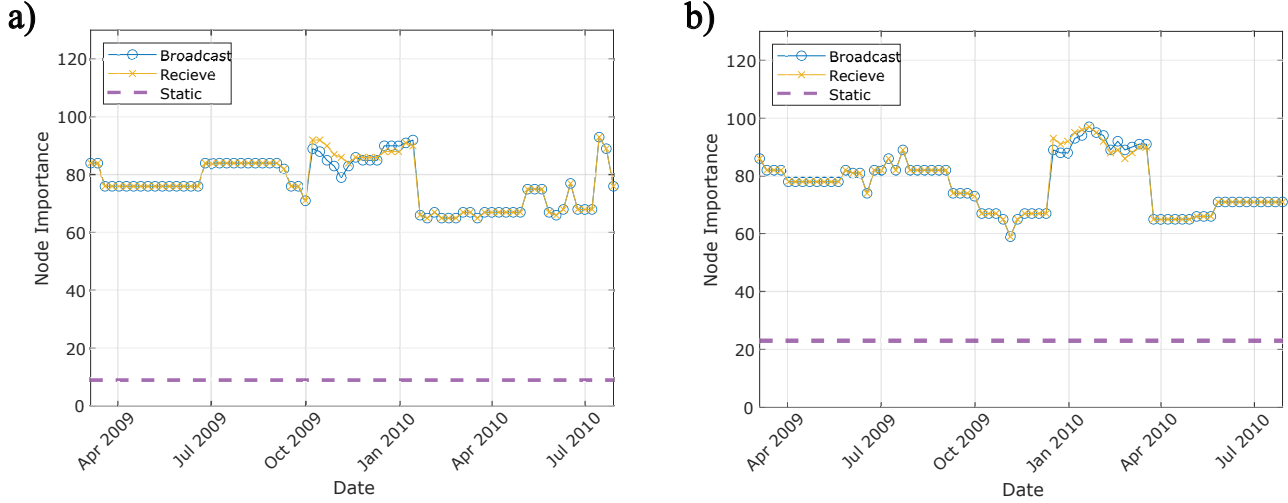 a)
Broadcast
Recieve
Static
120
100
80
60
40
20
0
Node Importance
Apr 2009
Jul 2009
Oct 2009
Jan 2010
Apr 2010
Jul 2010
Date
b)
Broadcast
Recieve
Static
120
100
80
60
40
20
0
Node Importance
Apr 2009
Jul 2009
Oct 2009
Jan 2010
Apr 2010
Jul 2010
Date